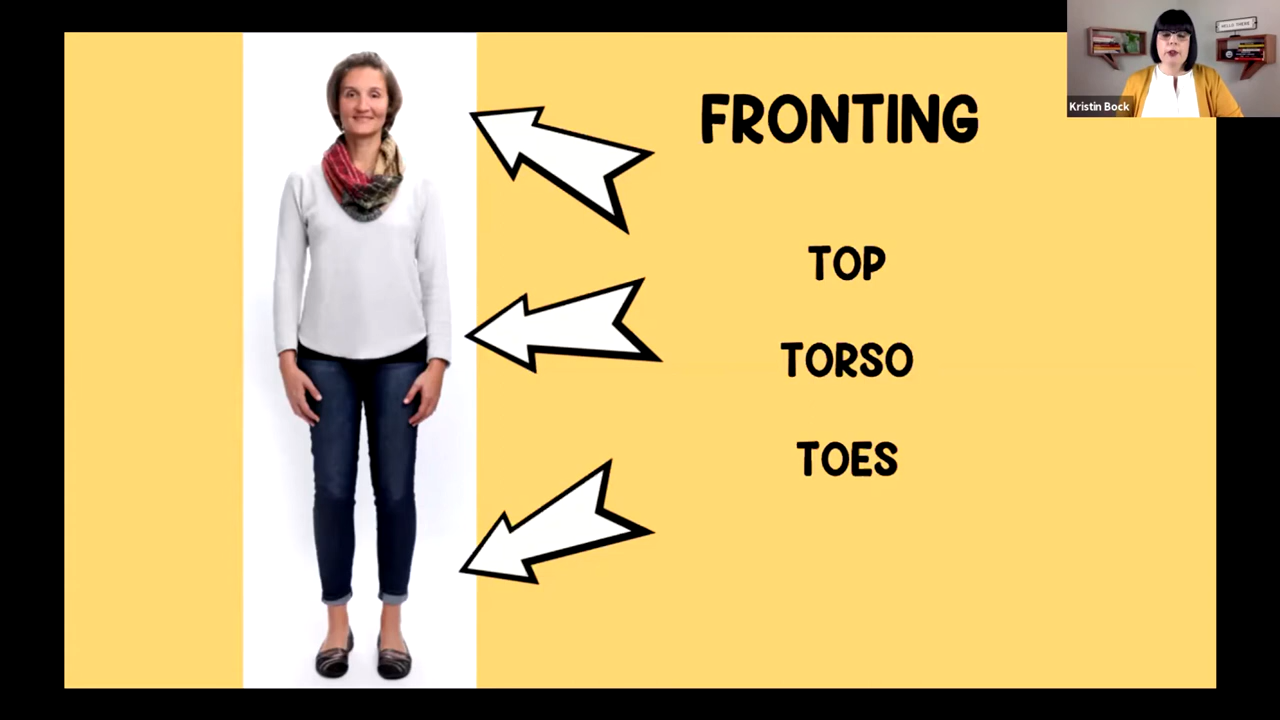 HELLO THERE
Kristin Bock
FRONTING
TOP
TORSO
TOES